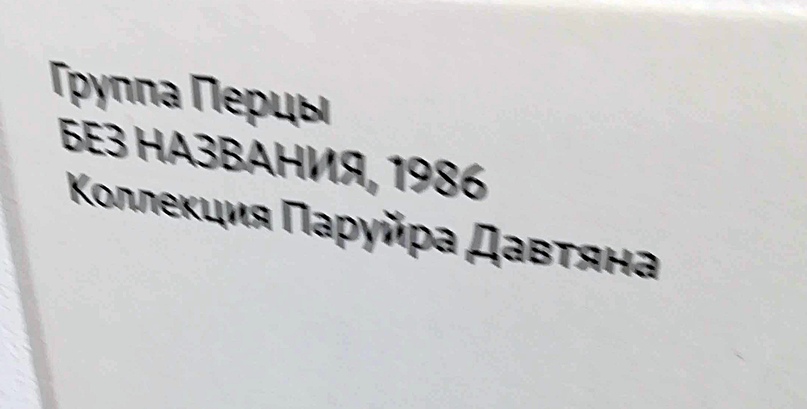 Группа Перцы
БЕЗ НАЗВАНИЯ, 1986
Коллекция Паруйра Давтяна